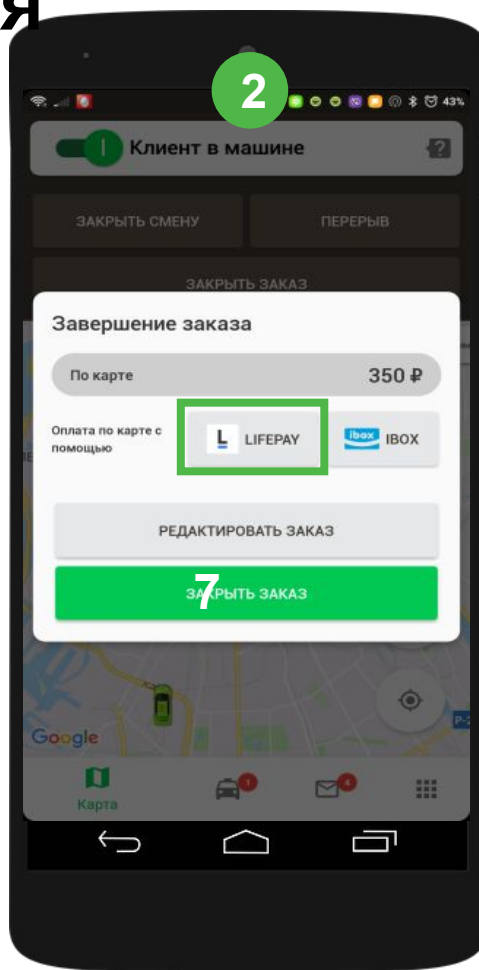 я
2
43%
Клиент в машине
ЗАКРЫТЬ СМЕНУ
ПЕРЕРЫВ
ЗАКРЫТЬ ЗАКАЗ
Завершение заказа
По карте 350 ₽
Оплата по карте с
помощью
L LIFEPAY
ibox IBOX
РЕДАКТИРОВАТЬ ЗАКАЗ
ЗАКРЫТЬ ЗАКАЗ
7
Google
Карта
1
4